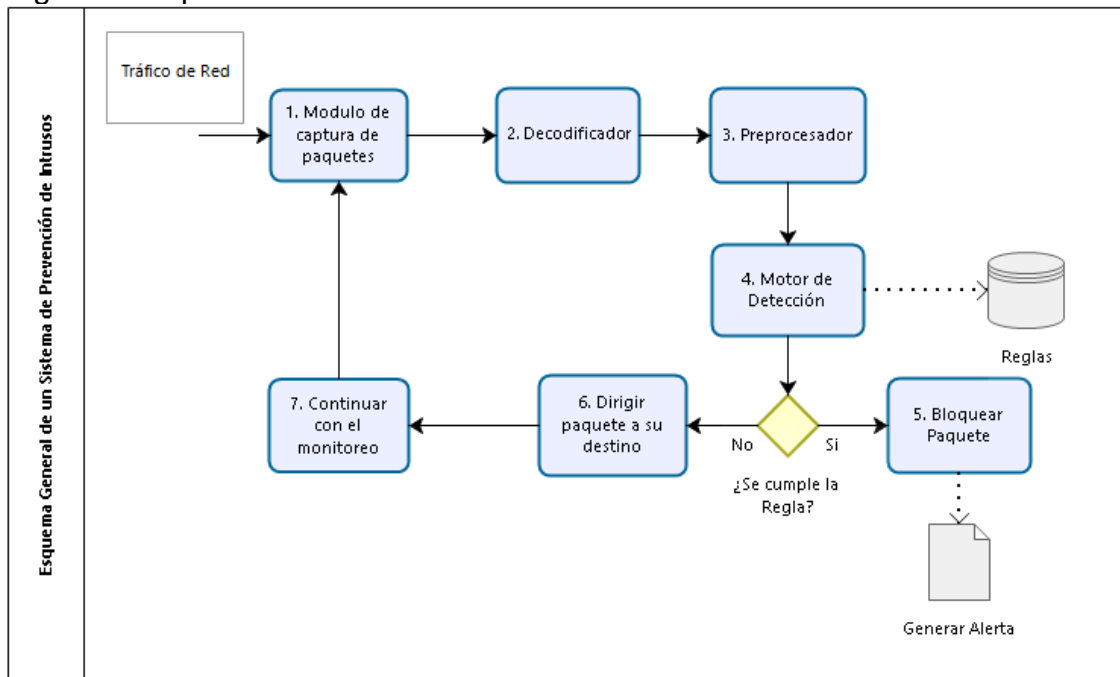 Esquema General de un Sistema de Prevención de Intrusos
Tráfico de Red
1. Modulo de
captura de
paquetes
2. Decodificador
3. Preprocesador
4. Motor de
Detección
Reglas
7. Continuar
con el
monitoreo
6. Dirigir
paquete a su
destino
No
Si
¿Se cumple la
Regla?
5. Bloquear
Paquete
Generar Alerta